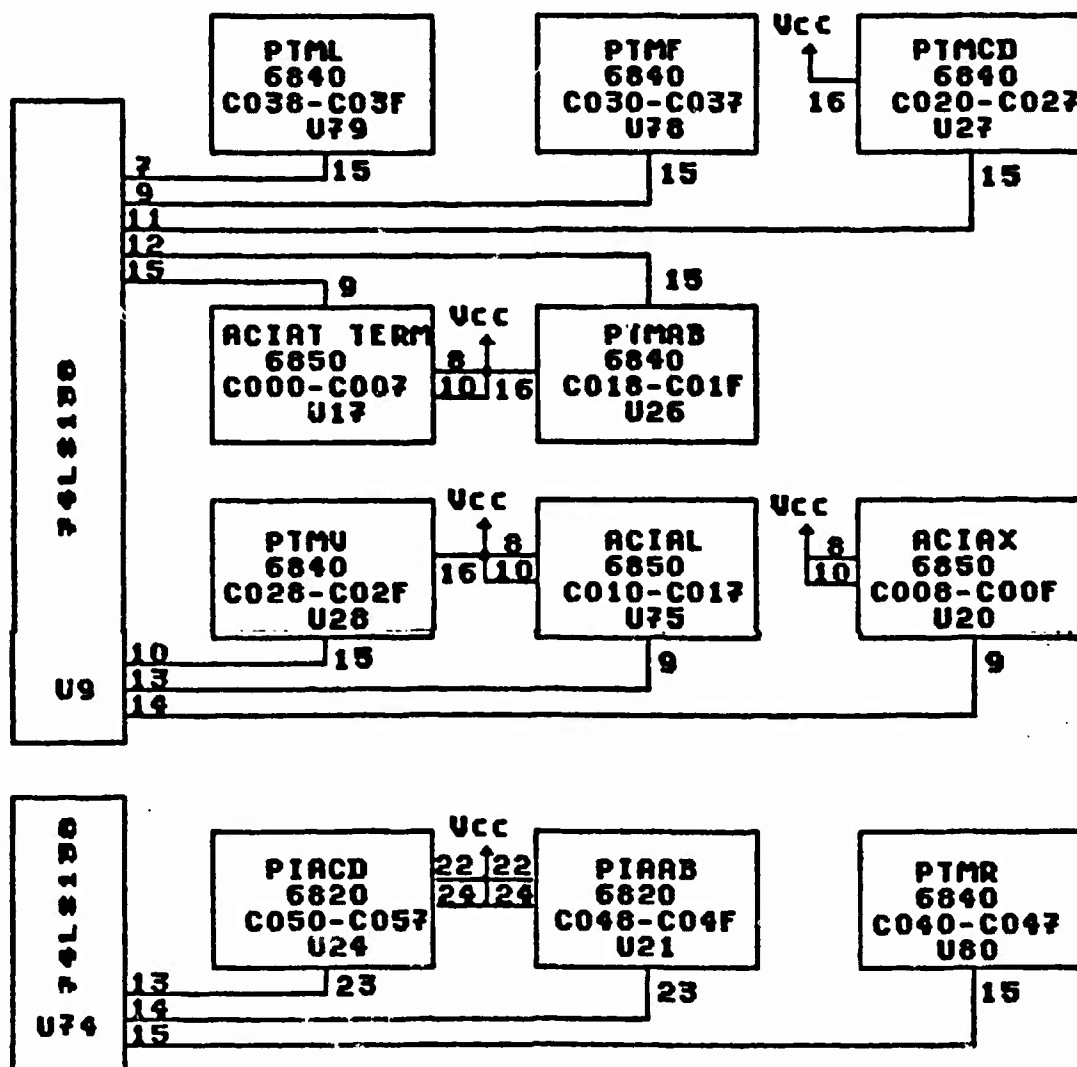 PTML
6840
C038-C03F
U79
PTMF
6840
C030-C037
U78
Vcc
16
PTMCD
6840
C020-C027
U27
7
15
9
15
11
15
12
15
15
9
ACIAT TERM
6850
C000-C007
U17
Vcc
8
10
16
PTMAB
6840
C018-C01F
U26
74LS138
PTMV
6840
C028-C02F
U28
Vcc
16
8
10
ACIAL
6850
C010-C017
U75
Vcc
8
10
ACIAX
6850
C008-C00F
U20
10
15
13
9
14
9
U9
74LS138
PIACD
6820
C050-C057
U24
Vcc
22 22
24 24
PIAAB
6820
C048-C04F
U21
PTMR
6840
C040-C047
U80
13
23
14
23
15
15
U74